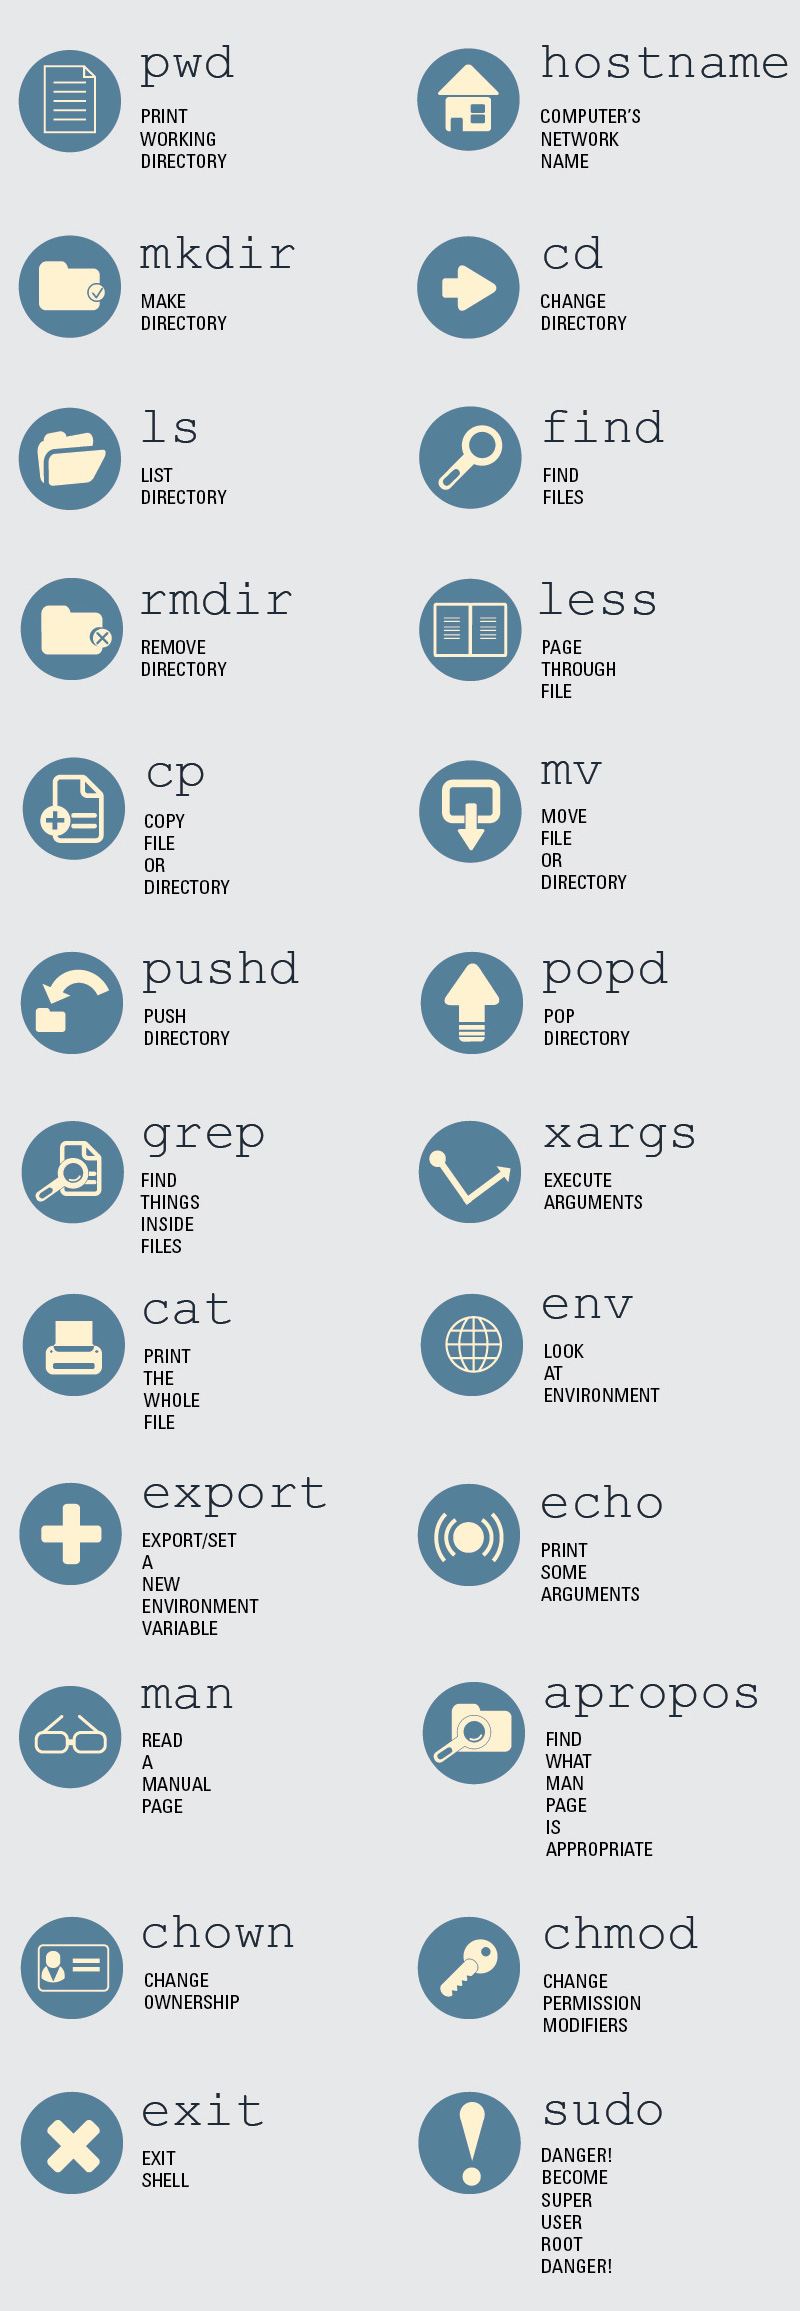 pwd
PRINT
WORKING
DIRECTORY
hostname
COMPUTER'S
NETWORK
NAME
mkdir
MAKE
DIRECTORY
cd
CHANGE
DIRECTORY
ls
LIST
DIRECTORY
find
FIND
FILES
rmdir
REMOVE
DIRECTORY
less
PAGE
THROUGH
FILE
cp
COPY
FILE
OR
DIRECTORY
mv
MOVE
FILE
OR
DIRECTORY
pushd
PUSH
DIRECTORY
popd
POP
DIRECTORY
grep
FIND
THINGS
INSIDE
FILES
xargs
EXECUTE
ARGUMENTS
cat
PRINT
THE
WHOLE
FILE
env
LOOK
AT
ENVIRONMENT
export
EXPORT/SET
A
NEW
ENVIRONMENT
VARIABLE
echo
PRINT
SOME
ARGUMENTS
man
READ
A
MANUAL
PAGE
apropos
FIND
WHAT
MAN
PAGE
IS
APPROPRIATE
chown
CHANGE
OWNERSHIP
chmod
CHANGE
PERMISSION
MODIFIERS
exit
EXIT
SHELL
sudo
DANGER!
BECOME
SUPER
USER
ROOT
DANGER!